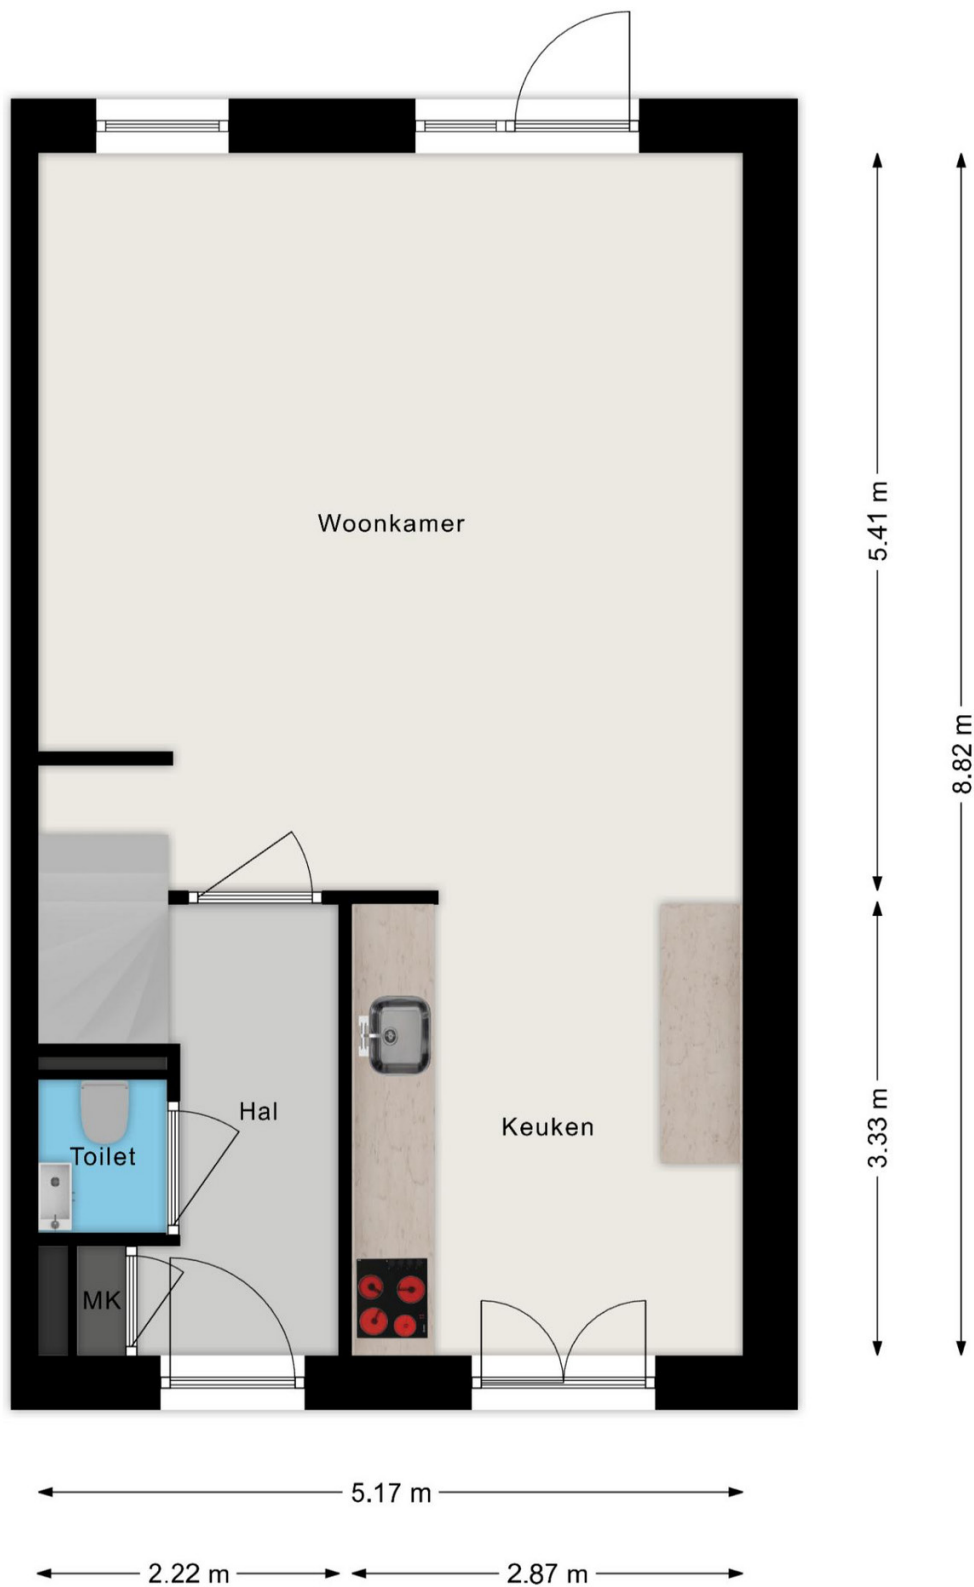 Woonkamer
5.41 m
8.82 m
Hal
Keuken
3.33 m
Toilet
MK
5.17 m
2.22 m
2.87 m